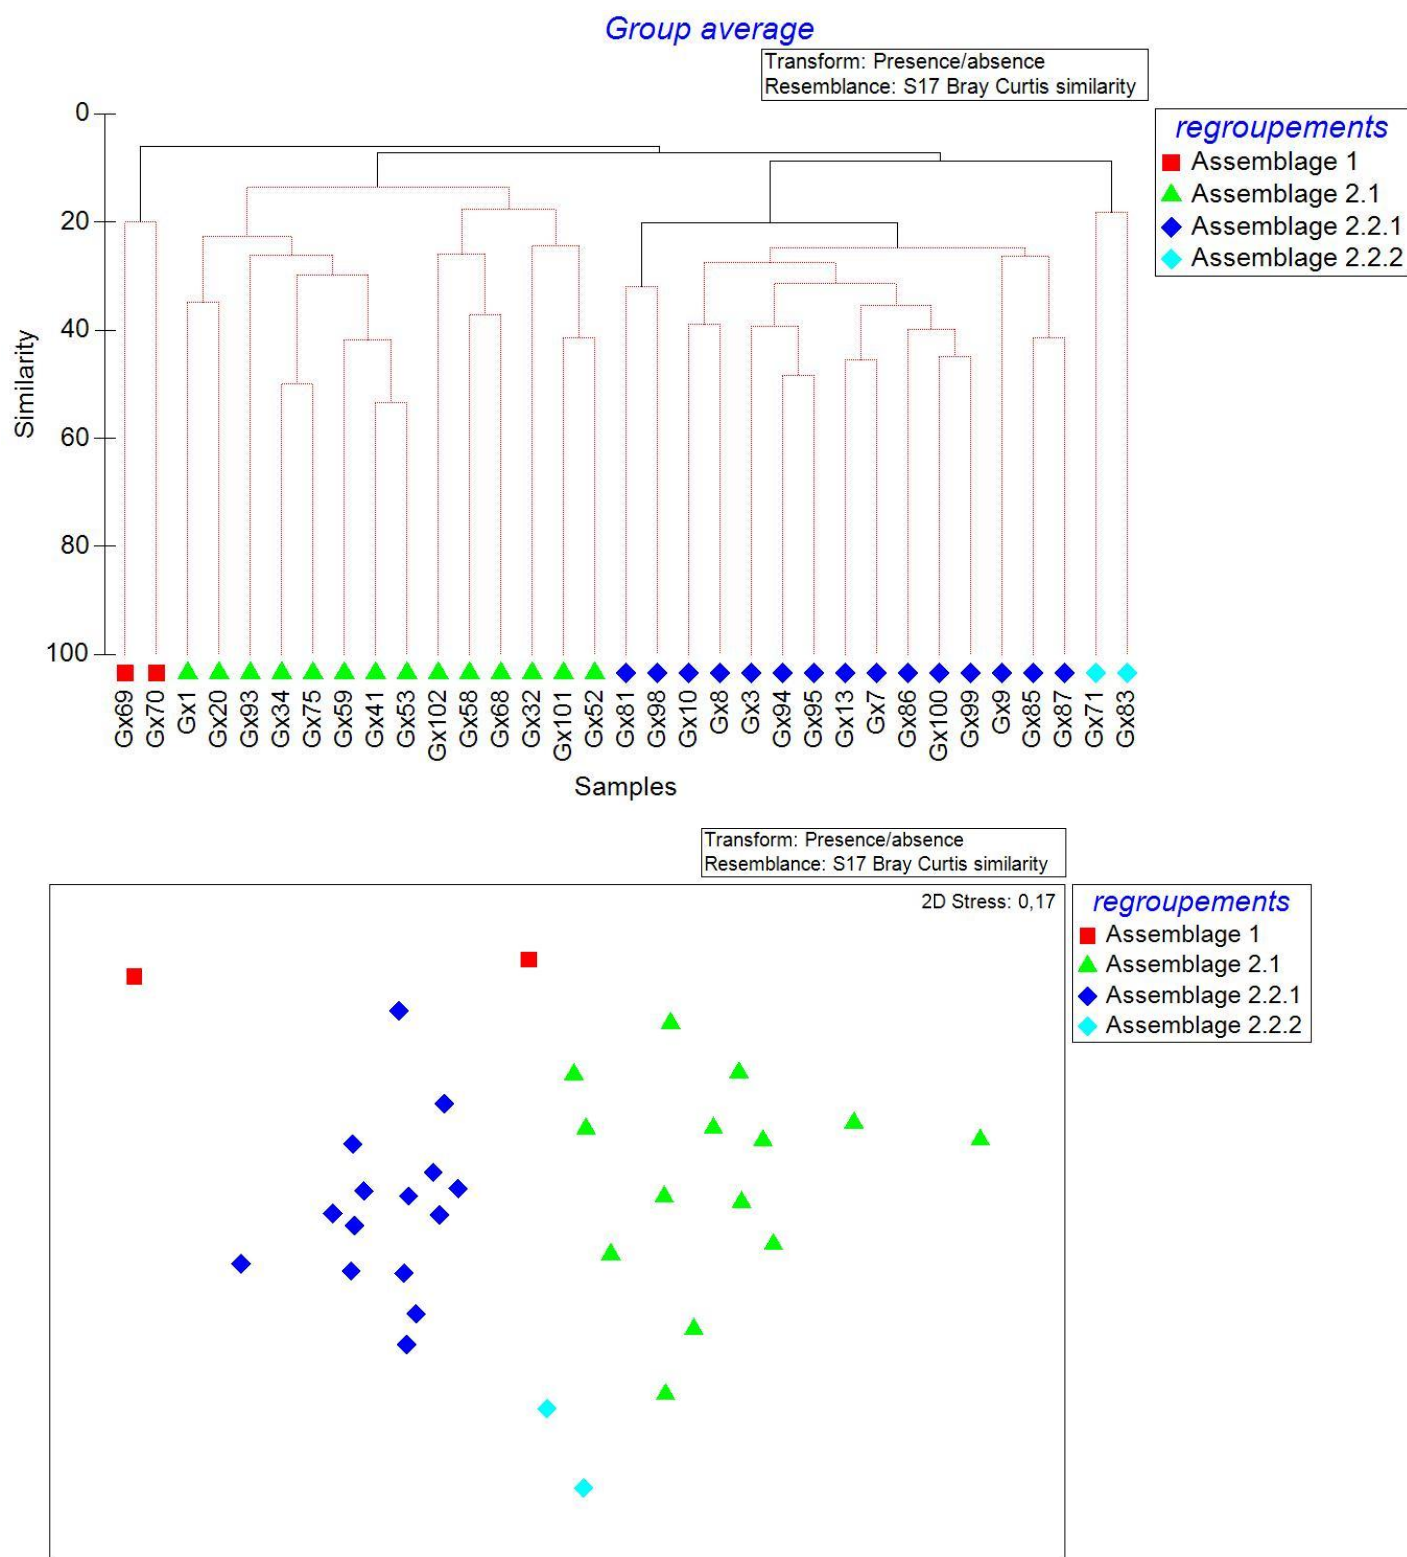 Group average
Transform: Presence/absence
Resemblance: S17 Bray Curtis similarity
regroupements
Assemblage 1
Assemblage 2.1
Assemblage 2.2.1
Assemblage 2.2.2
0
20
40
60
80
100
Similarity
Gx69
Gx70
Gx1
Gx20
Gx93
Gx34
Gx75
Gx59
Gx41
Gx53
Gx102
Gx58
Gx68
Gx32
Gx101
Gx52
Gx81
Gx98
Gx10
Gx8
Gx3
Gx94
Gx95
Gx13
Gx7
Gx86
Gx100
Gx99
Gx9
Gx85
Gx87
Gx71
Gx83
Samples
Transform: Presence/absence
Resemblance: S17 Bray Curtis similarity
2D Stress: 0,17
regroupements
Assemblage 1
Assemblage 2.1
Assemblage 2.2.1
Assemblage 2.2.2